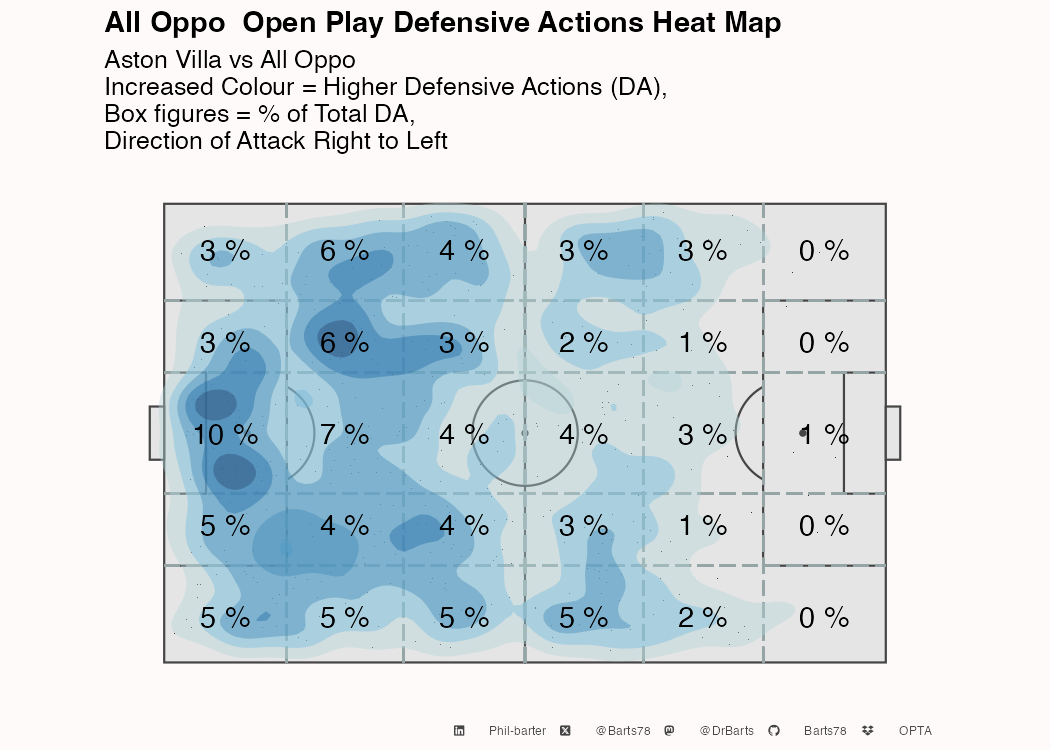 All Oppo  Open Play Defensive Actions Heat Map
Aston Villa vs All Oppo
Increased Colour = Higher Defensive Actions (DA),
Box figures = % of Total DA,
Direction of Attack Right to Left
3 % 6 % 4 % 3 % 3 % 0 %
3 % 6 % 3 % 2 % 1 % 0 %
10 % 7 % 4 % 4 % 3 % 1 %
5 % 4 % 4 % 3 % 1 % 0 %
5 % 5 % 5 % 5 % 2 % 0 %
Phil-barter @Barts78 @DrBarts Barts78 OPTA